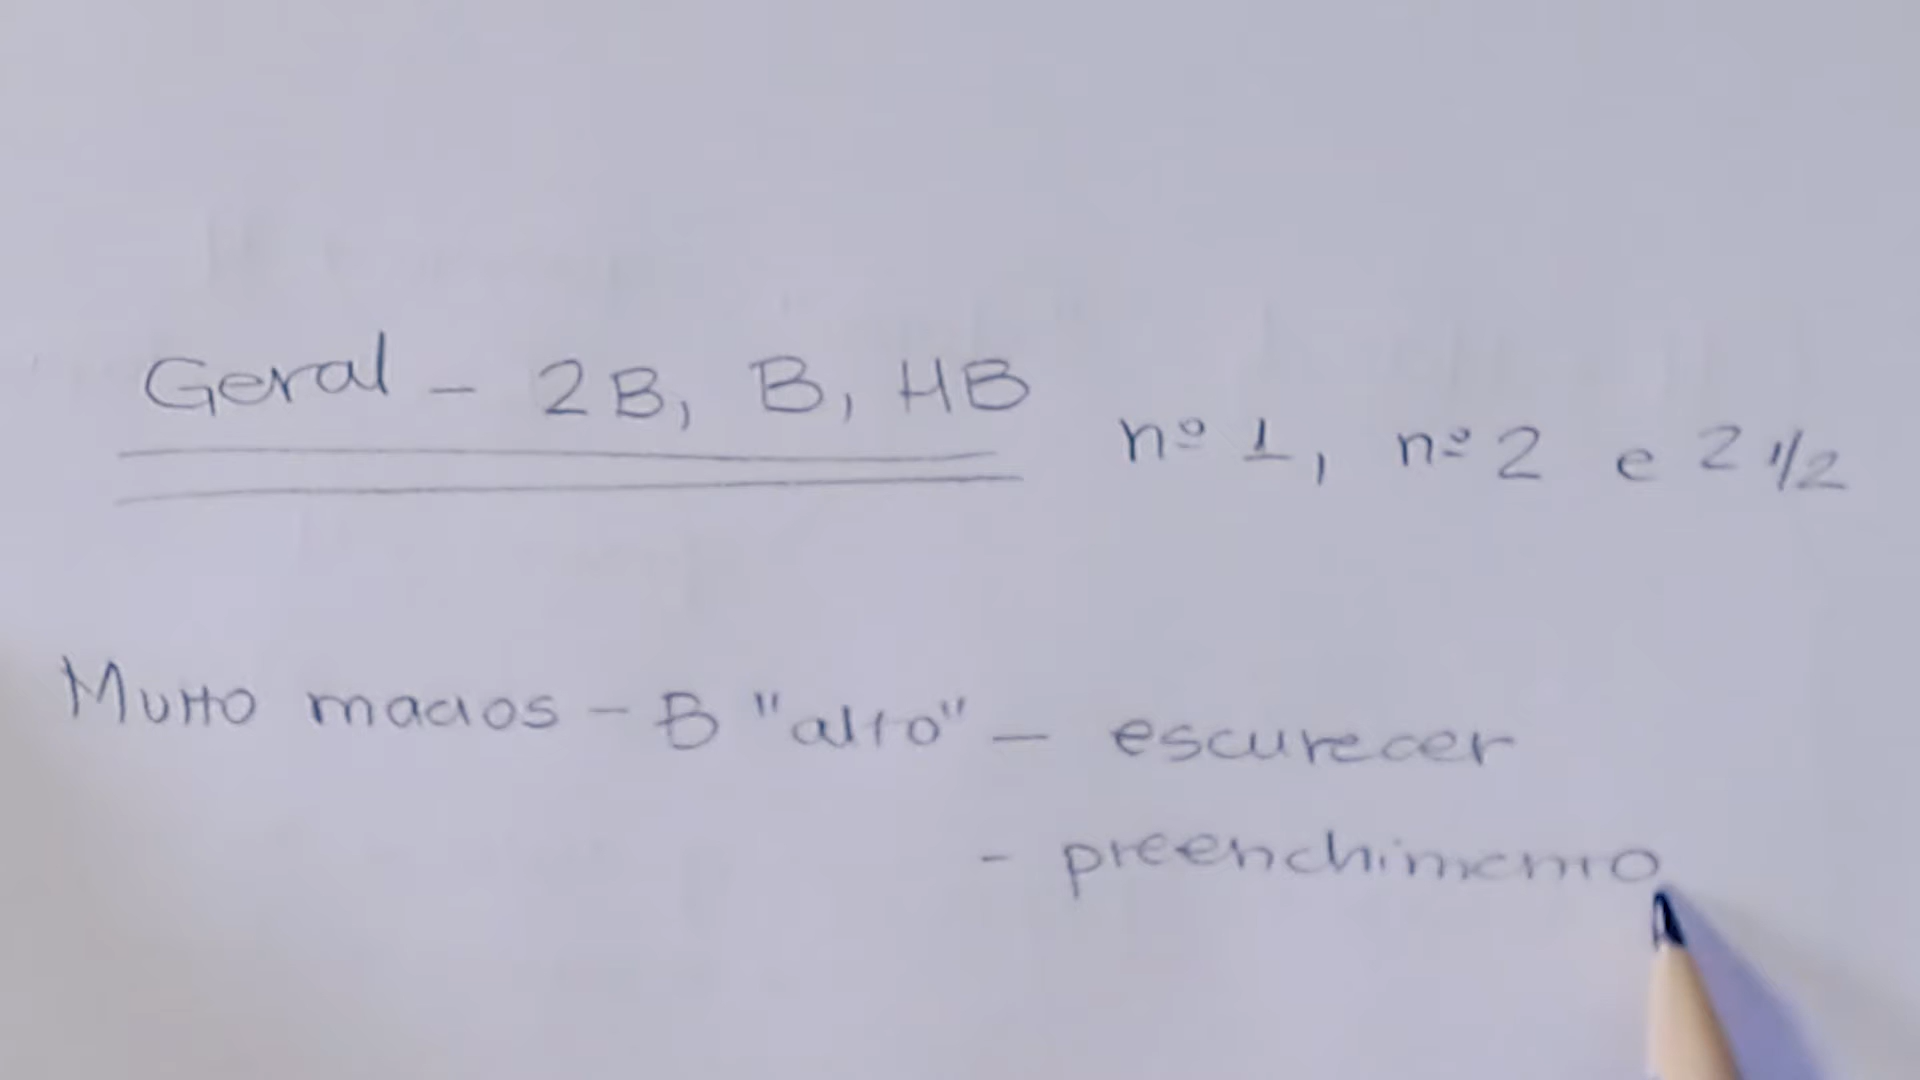 Geral - 2B, B, HB nº 1, nº 2 e 2 1/2
Muito macios - B "alto" - escurecer
- preenchimento